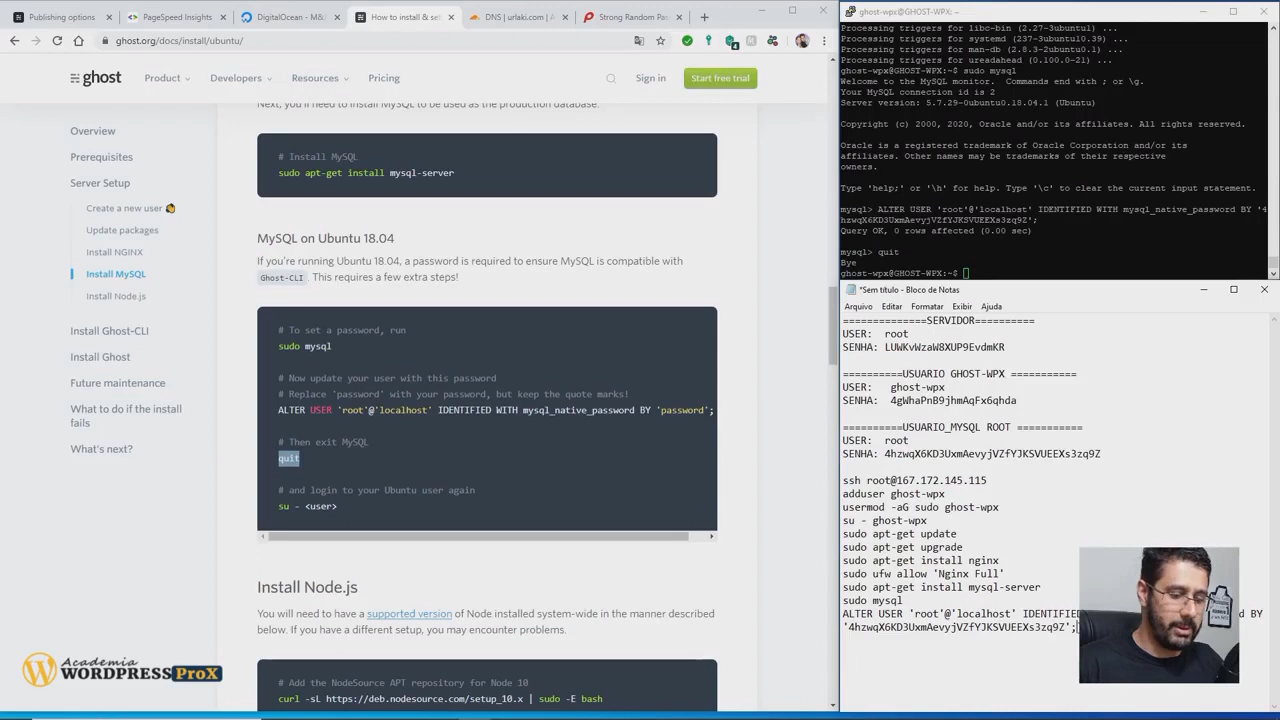 Publishing options
geSpeed Insights
DigitalOcean - M&
How to install & set
DNS | urlaki.com | A
Strong Random Pas
ghost.org/docs/install/ubuntu/
ghost
Product
Developers
Resources
Pricing
Sign in
Start free trial
Next, you'll need to install MySQL to be used as the production database.
Overview
Prerequisites
Server Setup
Create a new user
Update packages
Install NGINX
Install MySQL
Install Node.js
Install Ghost-CLI
Install Ghost
Future maintenance
What to do if the install
fails
What's next?
# Install MySQL
sudo apt-get install mysql-server
MySQL on Ubuntu 18.04
If you're running Ubuntu 18.04, a password is required to ensure MySQL is compatible with
Ghost-CLI . This requires a few extra steps!
# To set a password, run
sudo mysql
# Now update your user with this password
# Replace 'password' with your password, but keep the quote marks!
ALTER USER 'root'@'localhost' IDENTIFIED WITH mysql_native_password BY 'password';
# Then exit MySQL
quit
# and login to your Ubuntu user again
su - <user>
Install Node.js
You will need to have a supported version of Node installed system-wide in the manner described
below. If you have a different setup, you may encounter problems.
# Add the NodeSource APT repository for Node 10
curl -sL https://deb.nodesource.com/setup_10.x | sudo -E bash
Academia
WORDPRESS ProX
ghost-wpx@GHOST-WPX: ~
Processing triggers for libc-bin (2.27-3ubuntu1) ...
Processing triggers for systemd (237-3ubuntu10.39) ...
Processing triggers for man-db (2.8.3-2ubuntu0.1) ...
Processing triggers for ureadahead (0.100.0-21) ...
ghost-wpx@GHOST-WPX:~$ sudo mysql
Welcome to the MySQL monitor.  Commands end with ; or \g.
Your MySQL connection id is 2
Server version: 5.7.29-0ubuntu0.18.04.1 (Ubuntu)
Copyright (c) 2000, 2020, Oracle and/or its affiliates. All rights reserved.
Oracle is a registered trademark of Oracle Corporation and/or its
affiliates. Other names may be trademarks of their respective
owners.
Type 'help;' or '\h' for help. Type '\c' to clear the current input statement.
mysql> ALTER USER 'root'@'localhost' IDENTIFIED WITH mysql_native_password BY '4
hzwqX6KD3UxmAevyjVZfYJKSVUEEXs3zq9Z';
Query OK, 0 rows affected (0.00 sec)
mysql> quit
Bye
ghost-wpx@GHOST-WPX:~$
*Sem título - Bloco de Notas
Arquivo Editar Formatar Exibir Ajuda
==============SERVIDOR==========
USER: root
SENHA: LUWKvWzaW8XUP9EvdmKR
==========USUARIO GHOST-WPX ===========
USER: ghost-wpx
SENHA: 4gWhaPnB9jhmAqFx6qhda
==========USUARIO_MYSQL ROOT ===========
USER: root
SENHA: 4hzwqX6KD3UxmAevyjVZfYJKSVUEEXs3zq9Z
ssh root@167.172.145.115
adduser ghost-wpx
usermod -aG sudo ghost-wpx
su - ghost-wpx
sudo apt-get update
sudo apt-get upgrade
sudo apt-get install nginx
sudo ufw allow 'Nginx Full'
sudo apt-get install mysql-server
sudo mysql
ALTER USER 'root'@'localhost' IDENTIFIED BY
'4hzwqX6KD3UxmAevyjVZfYJKSVUEEXs3zq9Z';